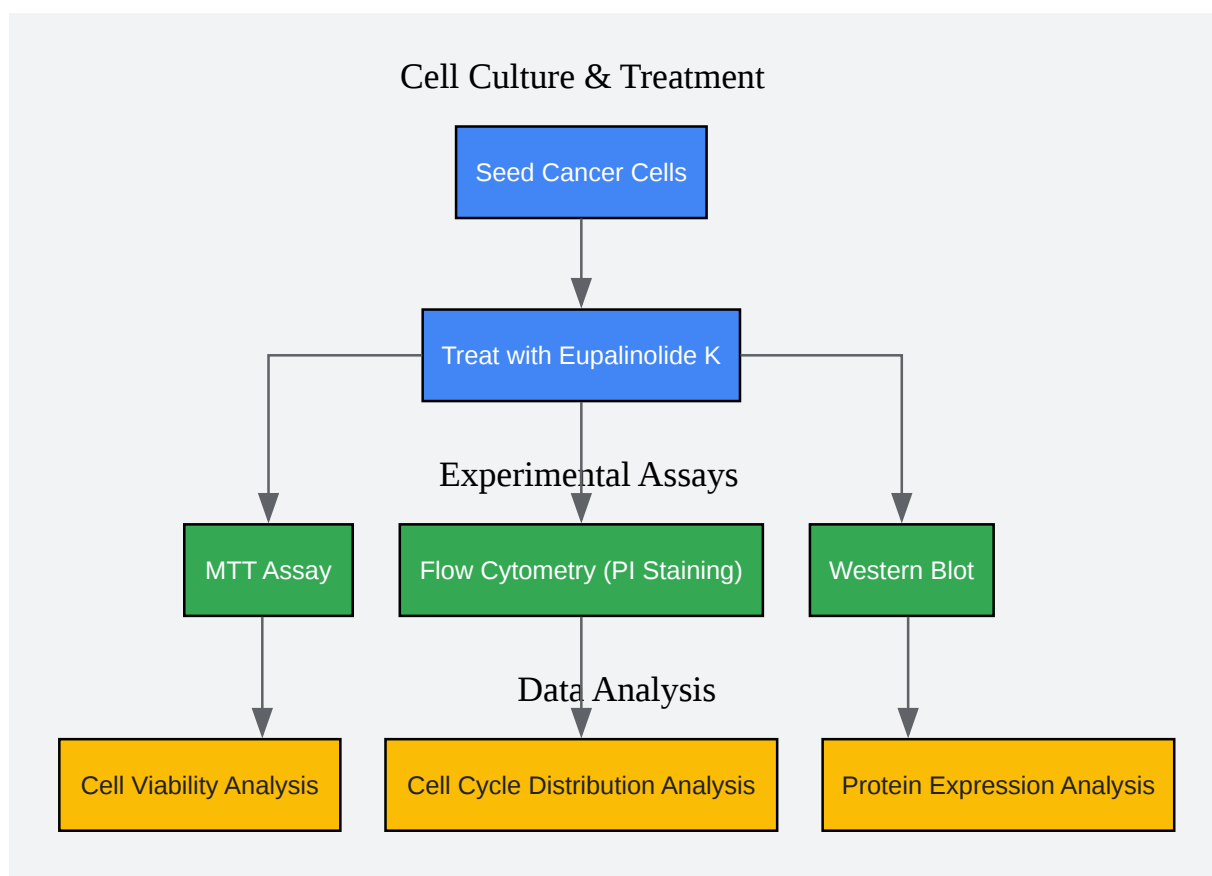 Cell Culture & Treatment
Seed Cancer Cells
Treat with Eupalinolide K
Experimental Assays
MTT Assay
Flow Cytometry (PI Staining)
Western Blot
Data Analysis
Cell Viability Analysis
Cell Cycle Distribution Analysis
Protein Expression Analysis